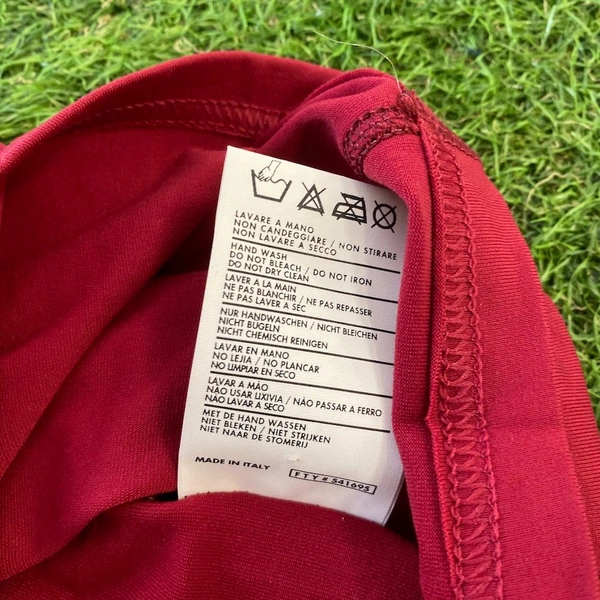 LAVARE A MANO
NON CANDEGGIARE / NON STIRARE
NON LAVARE A SECCO
HAND WASH
DO NOT BLEACH / DO NOT IRON
DO NOT DRY CLEAN
LAVER A LA MAIN
NE PAS BLANCHIR / NE PAS REPASSER
NE PAS LAVER A SEC
NUR HANDWASCHEN / NICHT BLEICHEN
NICHT BUGELN
NICHT CHEMISCH REINIGEN
LAVAR EN MANO
NO LEJIA / NO PLANCAR
NO LIMPIAR EN SECO
LAVAR A MÃO
NÃO USAR LIXIVIA / NÃO PASSAR A FERRO
NÃO LAVAR A SECO
MET DE HAND WASSEN
NIET BLEKEN / NIET STRIJKEN
NIET NAAR DE STOMERIJ
MADE IN ITALY
FTY # 541695